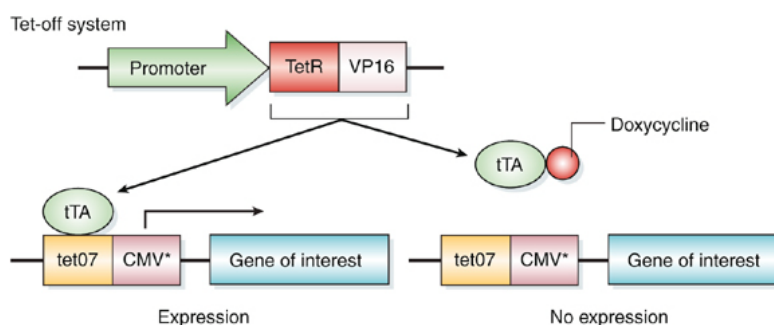 Tet-off system
Promoter
TetR
VP16
Doxycycline
tTA
tTA
tet07
CMV*
Gene of interest
tet07
CMV*
Gene of interest
Expression
No expression